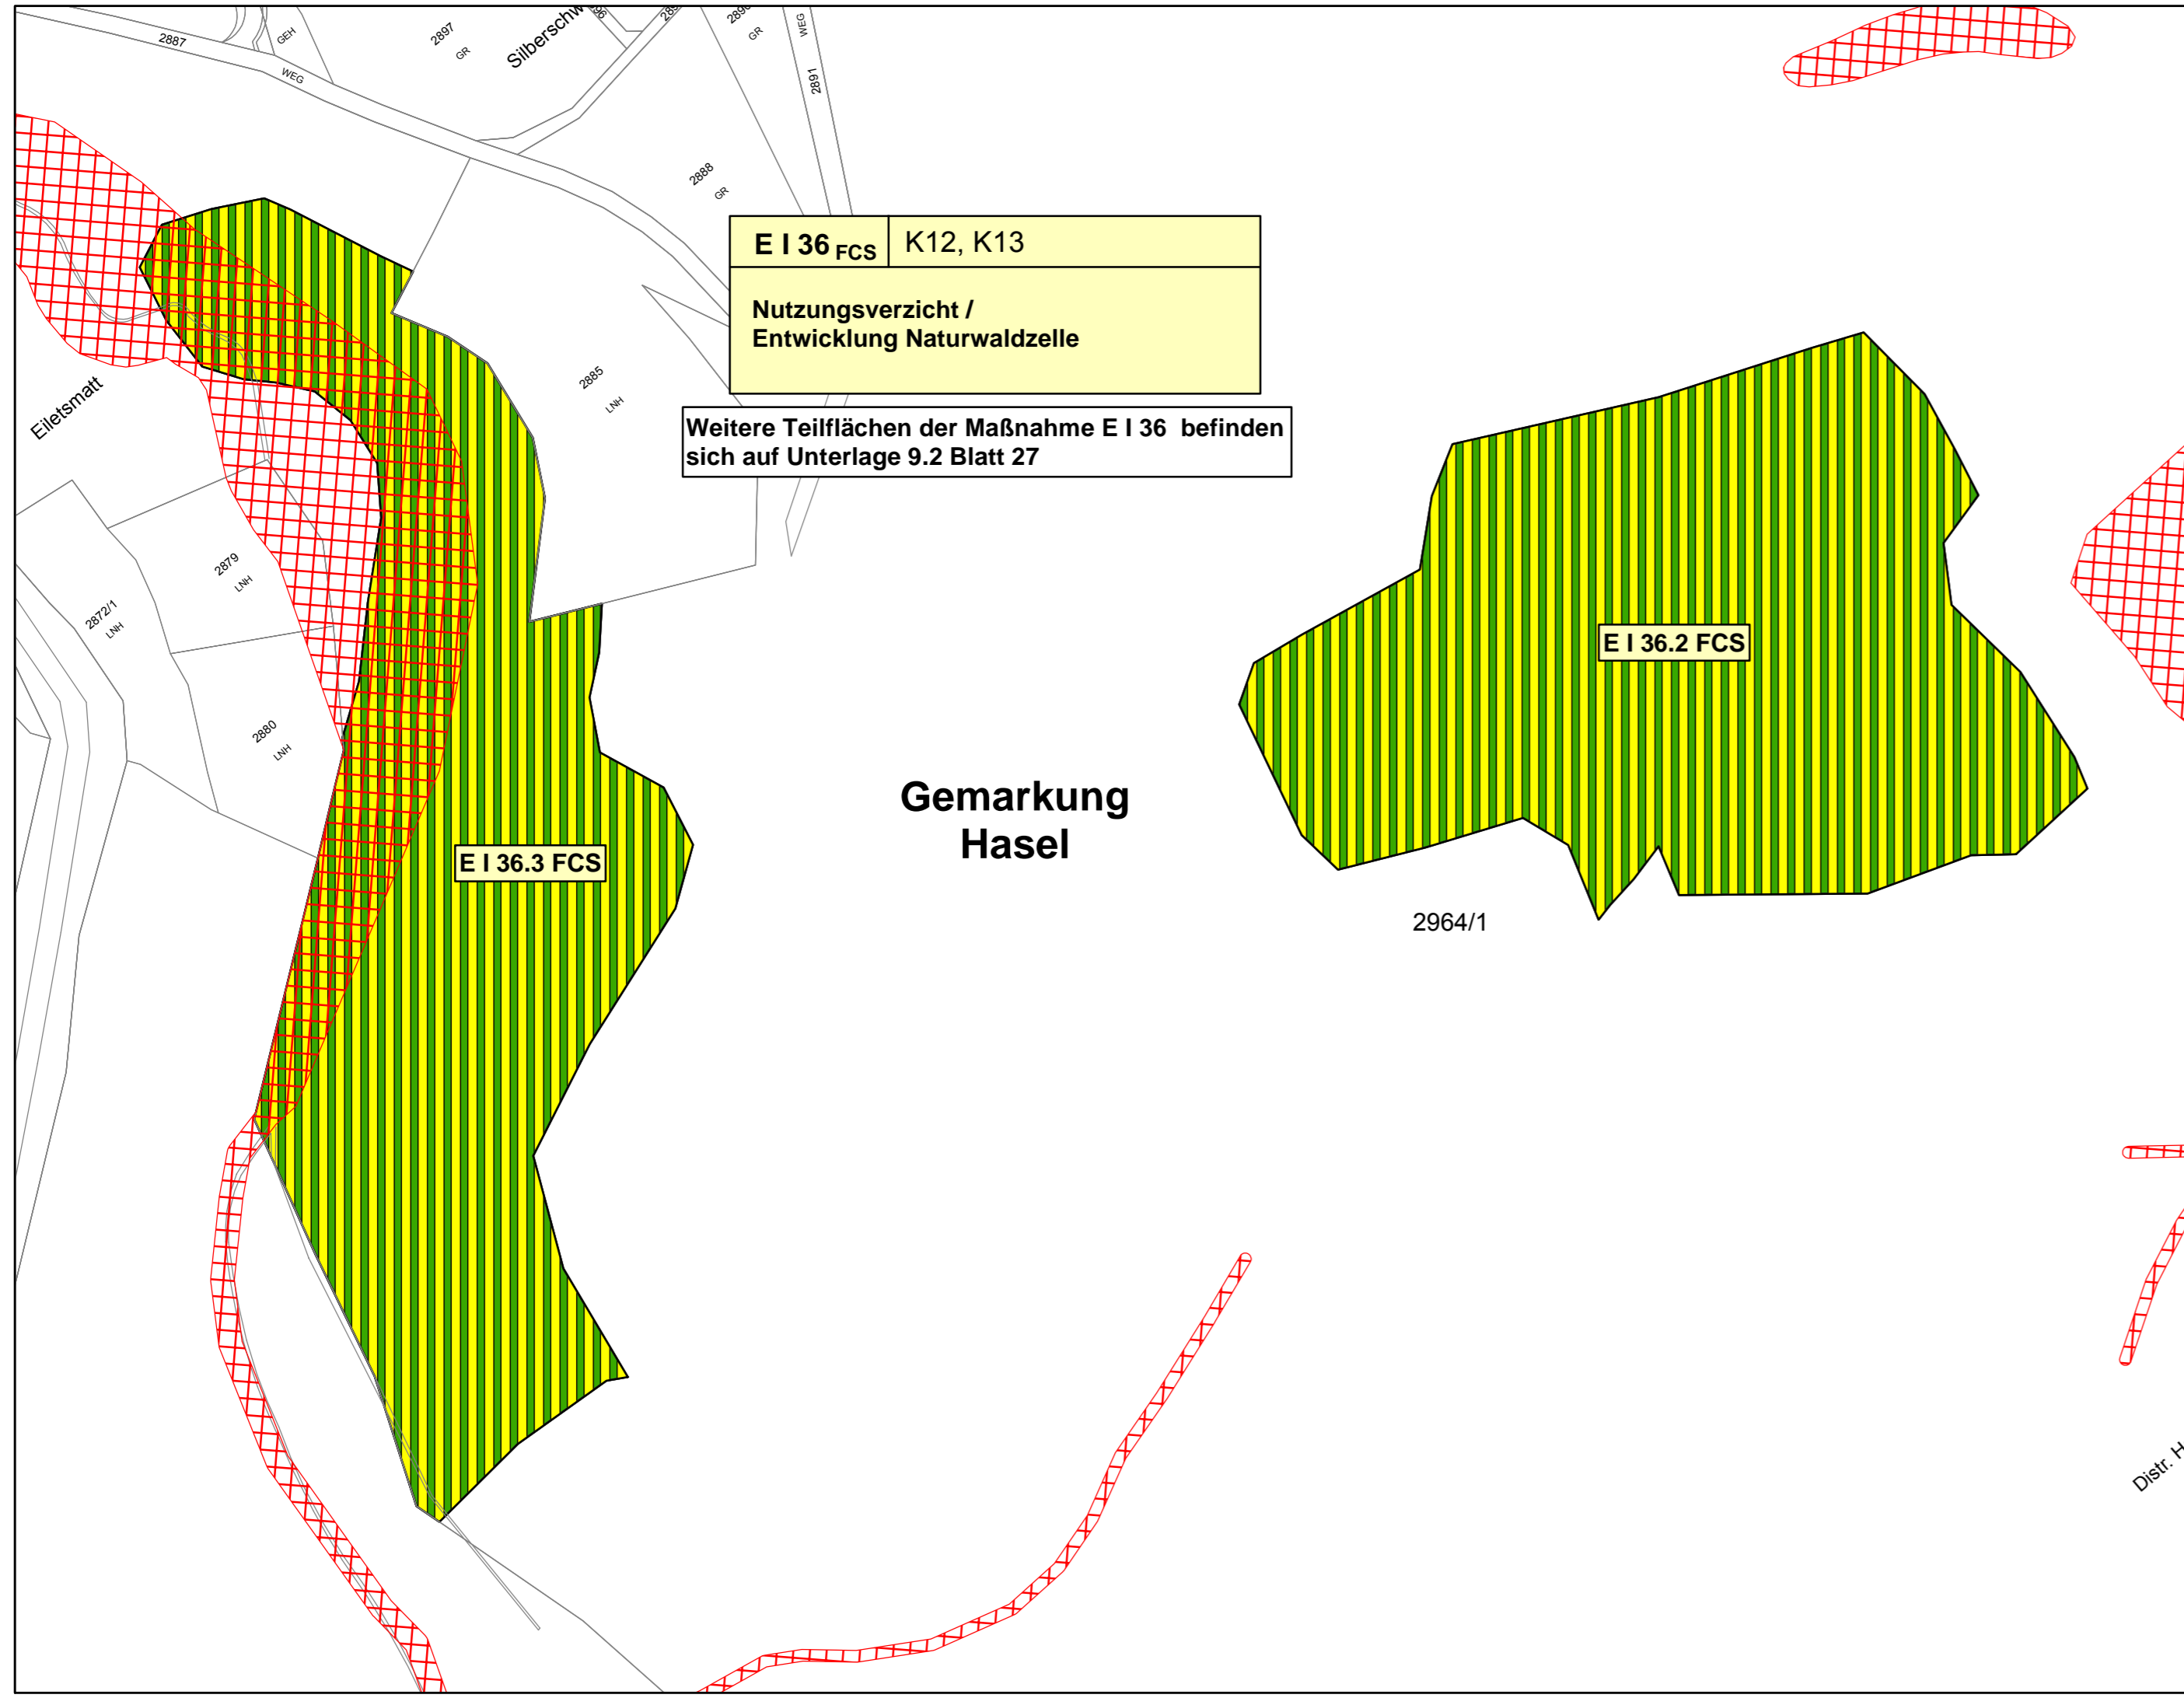 2887
GEH
WEG
2897
GR
GR
WEG
2891
2888
GR
E I 36 FCS
K12, K13
Nutzungsverzicht /
Entwicklung Naturwaldzelle
Weitere Teilflächen der Maßnahme E I 36 befinden
sich auf Unterlage 9.2 Blatt 27
2885
LNH
Eiletsmatt
2879
LNH
2872/1
LNH
2880
LNH
E I 36.2 FCS
Gemarkung
Hasel
E I 36.3 FCS
2964/1
Distr.